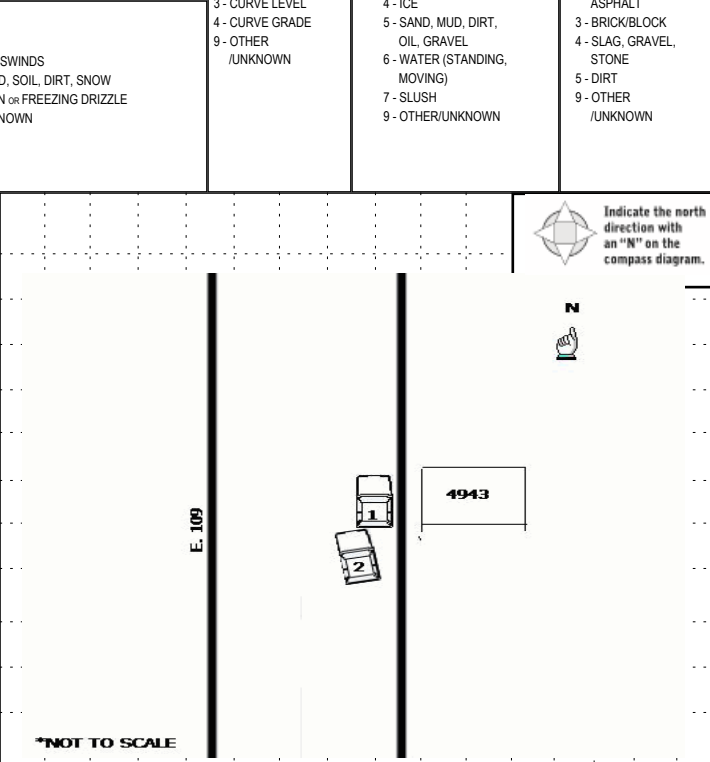 SWINDS
D, SOIL, DIRT, SNOW
N OR FREEZING DRIZZLE
NOWN
3 - CURVE LEVEL
4 - CURVE GRADE
9 - OTHER
/UNKNOWN
4 - ICE
5 - SAND, MUD, DIRT,
OIL, GRAVEL
6 - WATER (STANDING,
MOVING)
7 - SLUSH
9 - OTHER/UNKNOWN
ASPHALT
3 - BRICK/BLOCK
4 - SLAG, GRAVEL,
STONE
5 - DIRT
9 - OTHER
/UNKNOWN
Indicate the north
direction with
an "N" on the
compass diagram.
N
4943
1
E. 109
2
*NOT TO SCALE